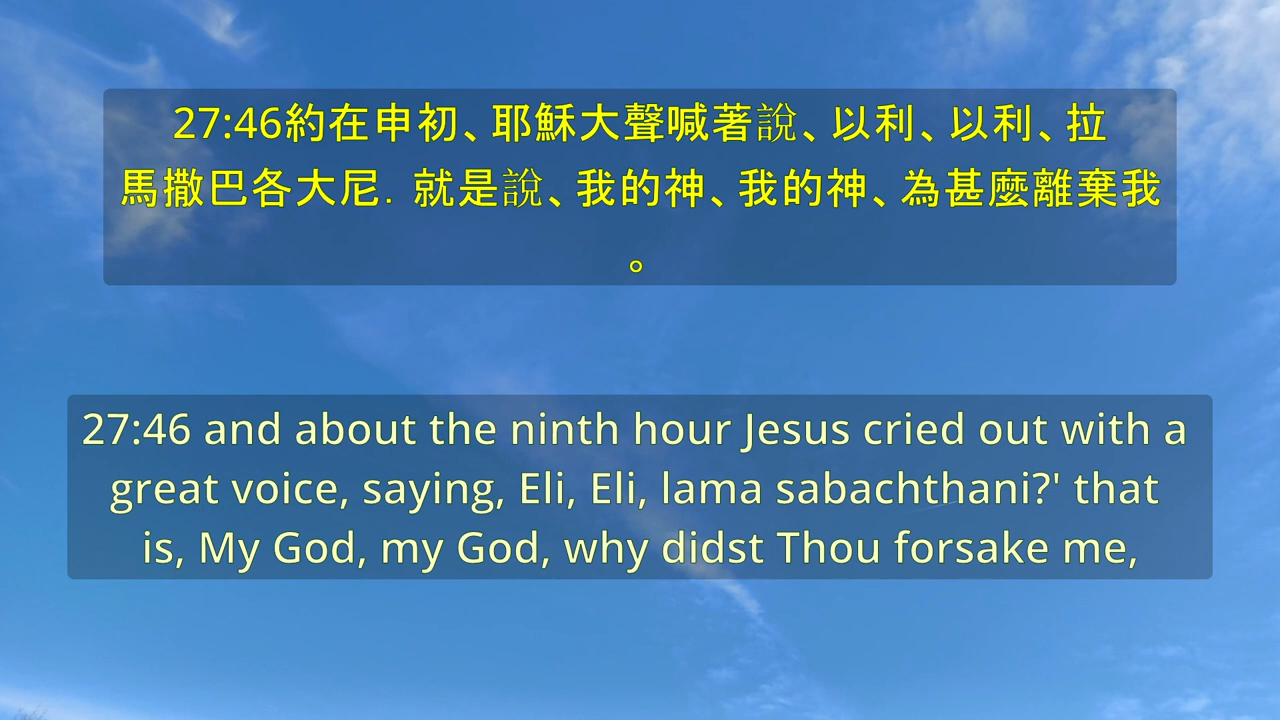 27:46約在申初、耶穌大聲喊著說、以利、以利、拉
馬撒巴各大尼．就是說、我的神、我的神、為甚麼離棄我
。
27:46 and about the ninth hour Jesus cried out with a
great voice, saying, Eli, Eli, lama sabachthani?' that
is, My God, my God, why didst Thou forsake me,